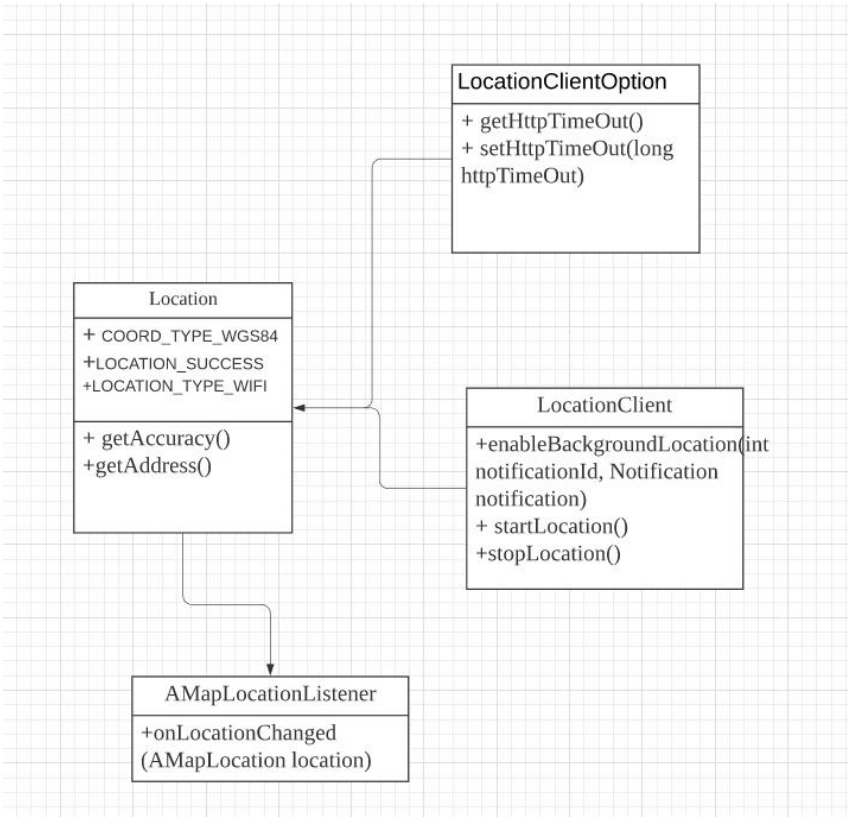 LocationClientOption
+ getHttpTimeOut()
+ setHttpTimeOut(long
httpTimeOut)
Location
+ COORD_TYPE_WGS84
+LOCATION_SUCCESS
+LOCATION_TYPE_WIFI
+ getAccuracy()
+getAddress()
LocationClient
+enableBackgroundLocation(int
notificationId, Notification
notification)
+ startLocation()
+stopLocation()
AMapLocationListener
+onLocationChanged
(AMapLocation location)